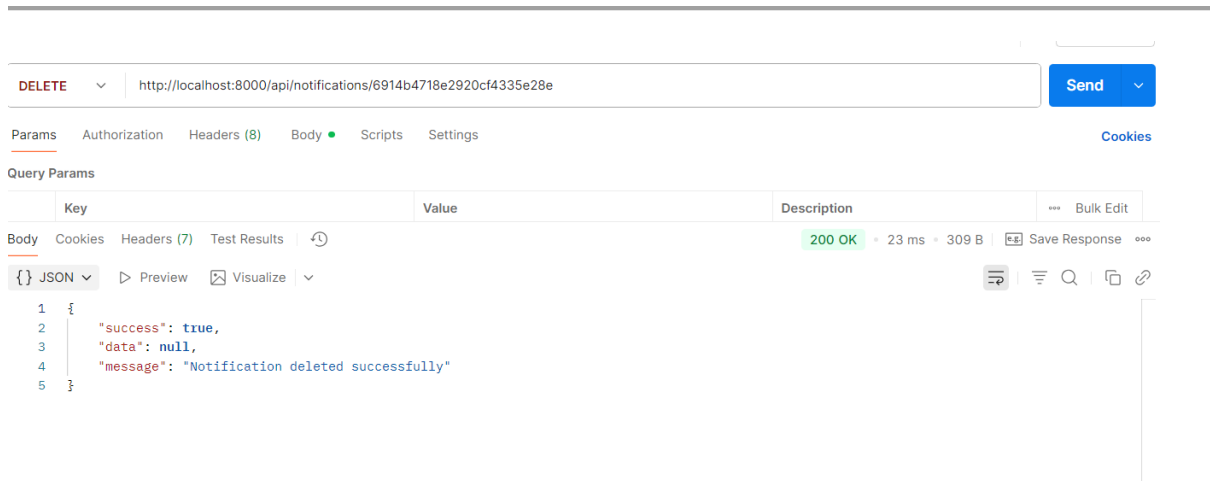 DELETE http://localhost:8000/api/notifications/6914b4718e2920cf4335e28e Send
Params Authorization Headers (8) Body Scripts Settings Cookies
Query Params
Key Value Description Bulk Edit
Body Cookies Headers (7) Test Results 200 OK 23 ms 309 B e.g. Save Response
{} JSON Preview Visualize
1 {
2 "success": true,
3 "data": null,
4 "message": "Notification deleted successfully"
5 }